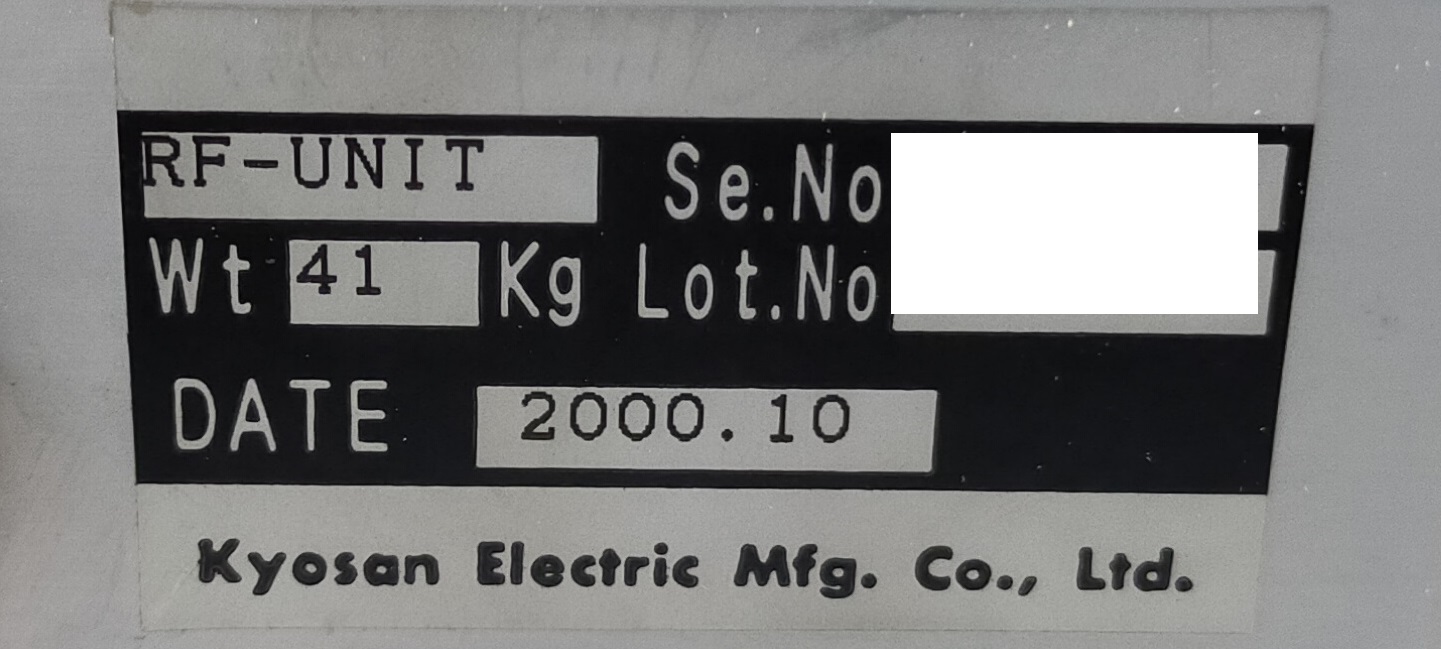 RF-UNIT Se.No
Wt 41 Kg Lot.No
DATE 2000.10
Kyosan Electric Mfg. Co., Ltd.